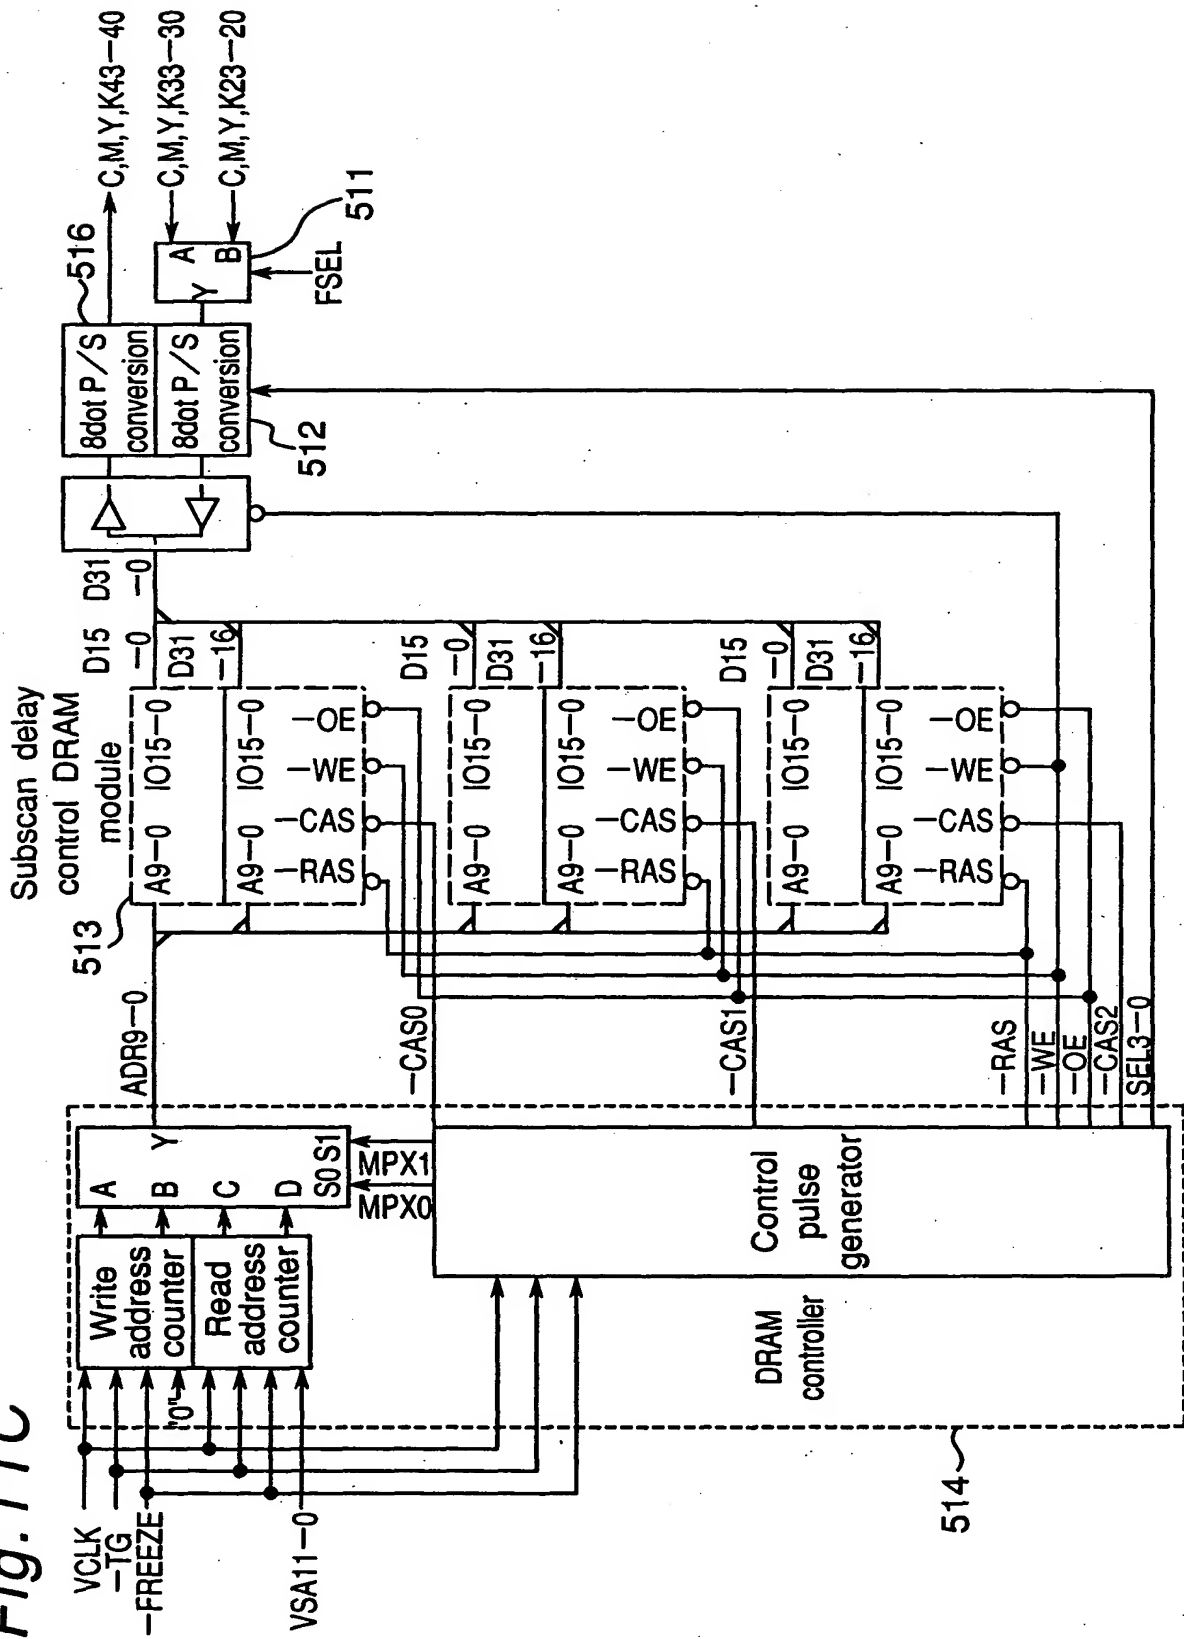 Fig. 11C
VCLK
—TG
—FREEZE
VSA11—0
"0"
Write
address
counter
Read
address
counter
A
B
C
D
Y
S0 S1
MPX0
MPX1
ADR9—0
513
Subscan delay
control DRAM
module
A9—0 IO15—0
A9—0 IO15—0
—RAS
—CAS
—WE
—OE
D15
—0
D31
—16
D31
—0
A9—0 IO15—0
A9—0 IO15—0
—RAS
—CAS
—WE
—OE
D15
—0
D31
—16
A9—0 IO15—0
A9—0 IO15—0
—RAS
—CAS
—WE
—OE
D15
—0
D31
—16
8dot P/S
conversion
8dot P/S
conversion
516
512
Y
A
B
FSEL
511
C,M,Y,K43—40
C,M,Y,K33—30
C,M,Y,K23—20
—CAS0
—CAS1
—RAS
—WE
—OE
—CAS2
SEL3—0
Control
pulse
generator
DRAM
controller
514